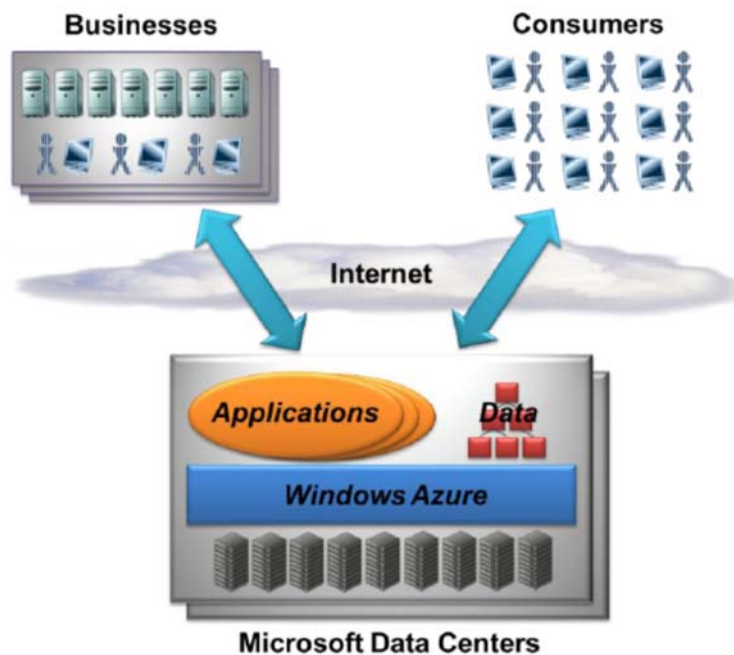 Businesses
Consumers
Internet
Applications
Data
Windows Azure
Microsoft Data Centers